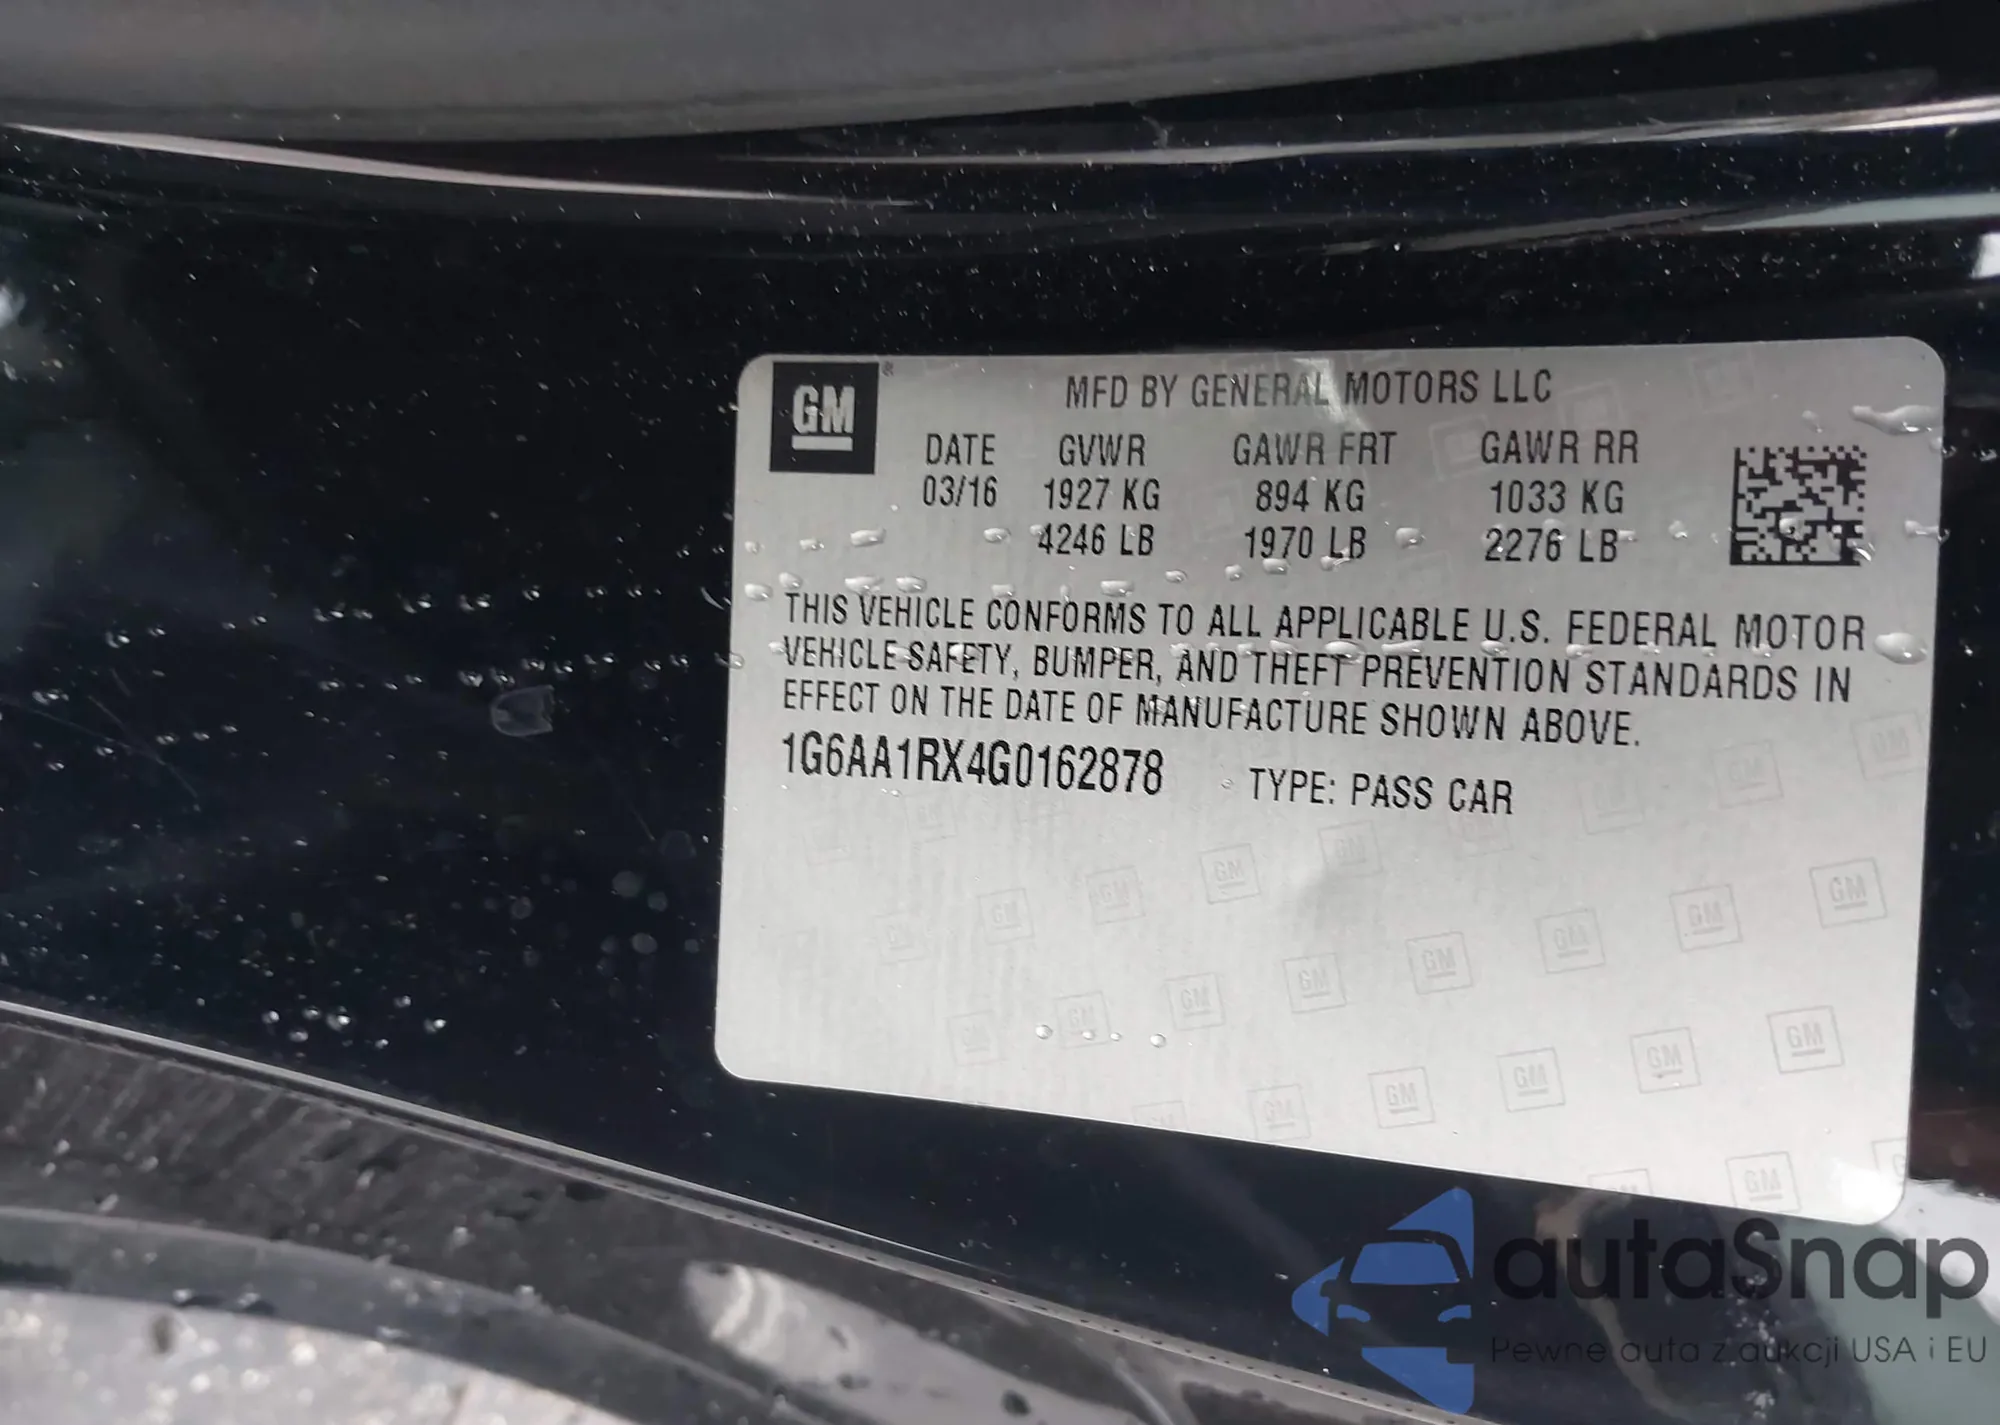 GM
MFD BY GENERAL MOTORS LLC
DATE GVWR GAWR FRT GAWR RR
03/16 1927 KG 894 KG 1033 KG
4246 LB 1970 LB 2276 LB
THIS VEHICLE CONFORMS TO ALL APPLICABLE U.S. FEDERAL MOTOR
VEHICLE SAFETY, BUMPER, AND THEFT PREVENTION STANDARDS IN
EFFECT ON THE DATE OF MANUFACTURE SHOWN ABOVE.
1G6AA1RX4G0162878 TYPE: PASS CAR
autaSnap
Pewne auta z aukcji USA i EU